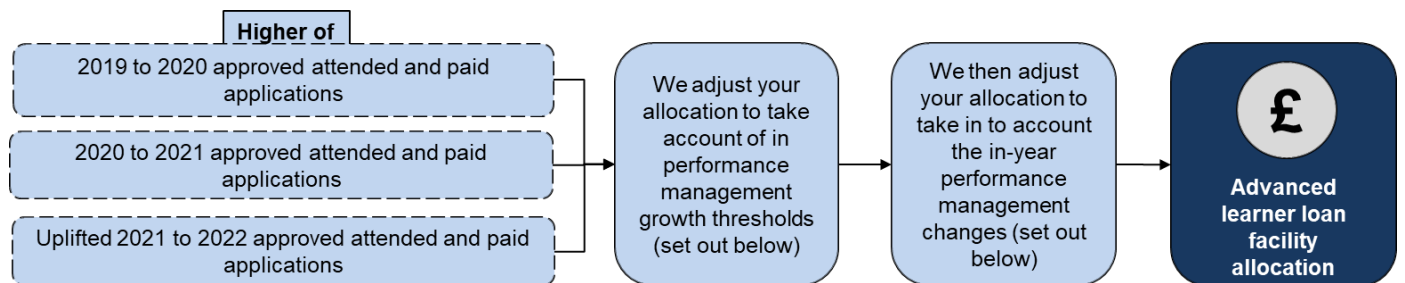 Higher of
2019 to 2020 approved attended and paid
applications
2020 to 2021 approved attended and paid
applications
Uplifted 2021 to 2022 approved attended and paid
applications
We adjust your
allocation to take
account of in
performance
management
growth thresholds
(set out below)
We then adjust
your allocation to
take in to account
the in-year
performance
management
changes (set out
below)
£
Advanced
learner loan
facility
allocation